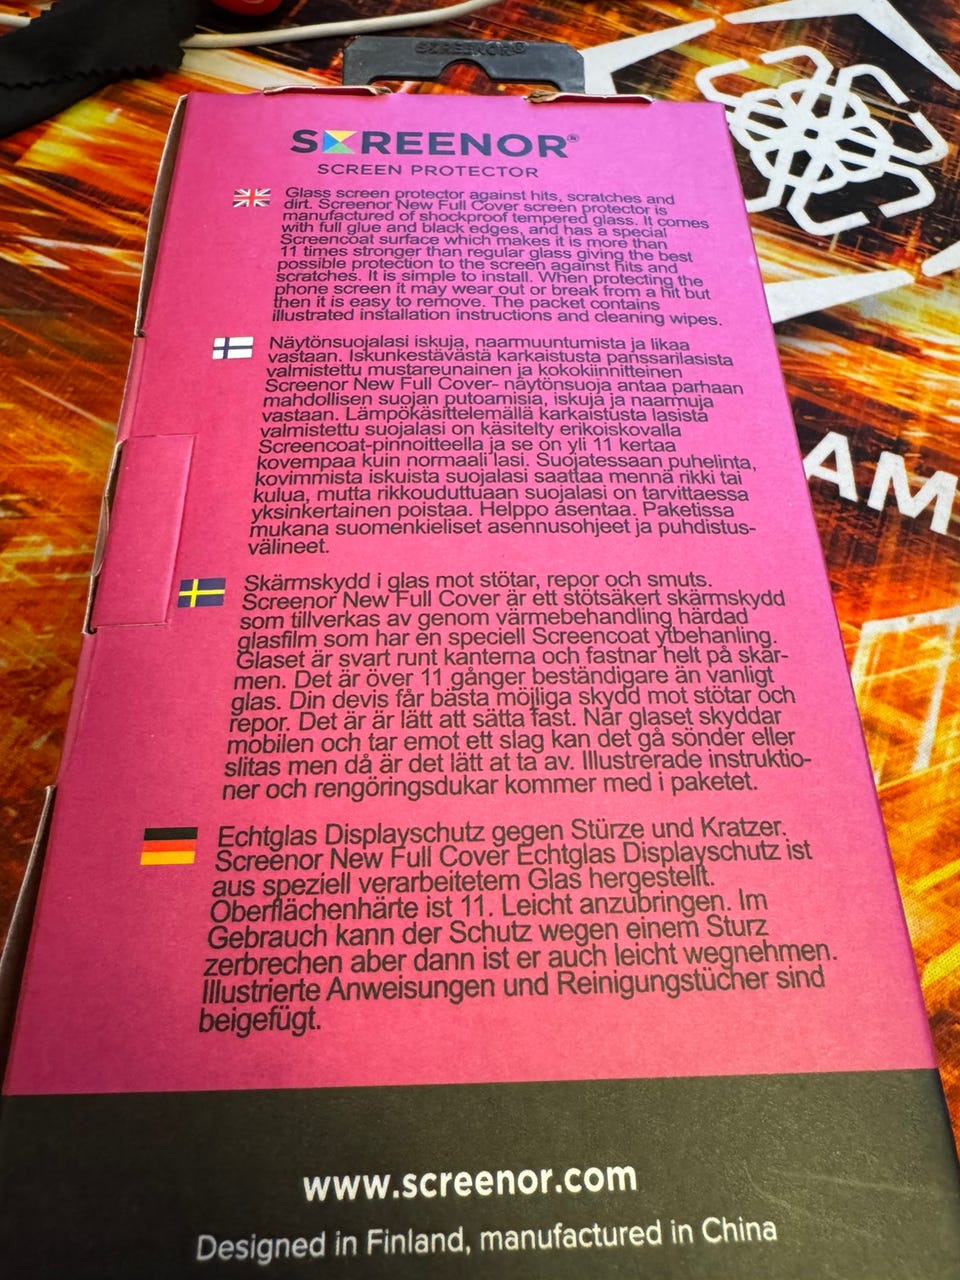 SCREENOR®
SCREENOR®
SCREEN PROTECTOR
Glass screen protector against hits, scratches and
dirt. Screenor New Full Cover screen protector is
manufactured of shockproof tempered glass. It comes
with full glue and black edges, and has a special
Screencoat surface which makes it is more than
11 times stronger than regular glass giving the best
possible protection to the screen against hits and
scratches. It is simple to install. When protecting the
phone screen it may wear out or break from a hit but
then it is easy to remove. The packet contains
illustrated installation instructions and cleaning wipes.
Näytönsuojalasi iskuja, naarmuuntumista ja likaa
vastaan. Iskunkestävästä karkaistusta panssarilasista
valmistettu mustareunainen ja kokokiinnitteinen
Screenor New Full Cover- näytönsuoja antaa parhaan
mahdollisen suojan putoamisia, iskuja ja naarmuja
vastaan. Lämpökäsittelemällä karkaistusta lasista
valmistettu suojalasi on käsitelty erikoiskovalla
Screencoat-pinnoitteella ja se on yli 11 kertaa
kovempaa kuin normaali lasi. Suojatessaan puhelinta,
kovimmista iskuista suojalasi saattaa mennä rikki tai
kulua, mutta rikkouduttuaan suojalasi on tarvittaessa
yksinkertainen poistaa. Helppo asentaa. Paketissa
mukana suomenkieliset asennusohjeet ja puhdistus-
välineet.
Skärmskydd i glas mot stötar, repor och smuts.
Screenor New Full Cover är ett stötsäkert skärmskydd
som tillverkas av genom värmebehandling härdad
glasfilm som har en speciell Screencoat ytbehanling.
Glaset är svart runt kanterna och fastnar helt på skär-
men. Det är över 11 gånger beständigare än vanligt
glas. Din devis får bästa möjliga skydd mot stötar och
repor. Det är är lätt att sätta fast. När glaset skyddar
mobilen och tar emot ett slag kan det gå sönder eller
slitas men då är det lätt at ta av. Illustrerade instruktio-
ner och rengöringsdukar kommer med i paketet.
Echtglas Displayschutz gegen Stürze und Kratzer.
Screenor New Full Cover Echtglas Displayschutz ist
aus speziell verarbeitetem Glas hergestellt.
Oberflächenhärte ist 11. Leicht anzubringen. Im
Gebrauch kann der Schutz wegen einem Sturz
zerbrechen aber dann ist er auch leicht wegnehmen.
Illustrierte Anweisungen und Reinigungstücher sind
beigefügt.
www.screenor.com
Designed in Finland, manufactured in China
AM